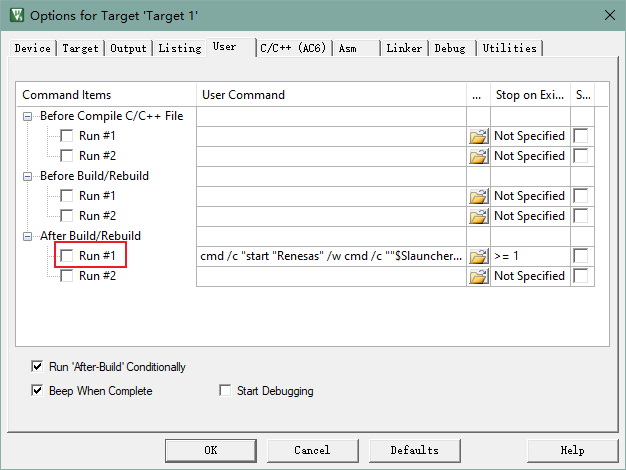 Options for Target 'Target 1'
Device Target Output Listing User C/C++ (AC6) Asm Linker Debug Utilities
Command Items User Command ... Stop on Exi... S...
Before Compile C/C++ File
Run #1 Not Specified
Run #2 Not Specified
Before Build/Rebuild
Run #1 Not Specified
Run #2 Not Specified
After Build/Rebuild
Run #1 cmd /c "start "Renesas" /w cmd /c ""$Slauncher... >= 1
Run #2 Not Specified
Run 'After-Build' Conditionally
Beep When Complete Start Debugging
OK Cancel Defaults Help